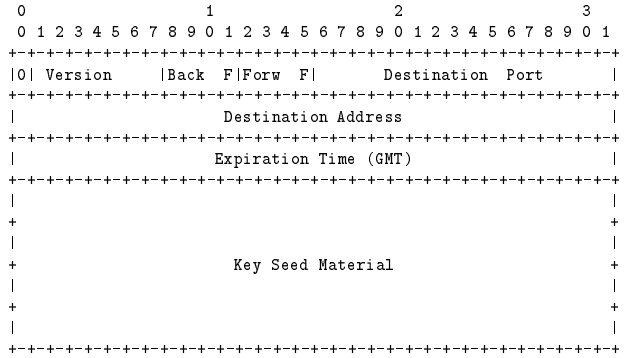 0                   1                   2                   3
 0 1 2 3 4 5 6 7 8 9 0 1 2 3 4 5 6 7 8 9 0 1 2 3 4 5 6 7 8 9 0 1
+-+-+-+-+-+-+-+-+-+-+-+-+-+-+-+-+-+-+-+-+-+-+-+-+-+-+-+-+-+-+-+-+
|0| Version     |Back  F|Forw  F|       Destination  Port       |
+-+-+-+-+-+-+-+-+-+-+-+-+-+-+-+-+-+-+-+-+-+-+-+-+-+-+-+-+-+-+-+-+
|                      Destination Address                      |
+-+-+-+-+-+-+-+-+-+-+-+-+-+-+-+-+-+-+-+-+-+-+-+-+-+-+-+-+-+-+-+-+
|                     Expiration Time (GMT)                     |
+-+-+-+-+-+-+-+-+-+-+-+-+-+-+-+-+-+-+-+-+-+-+-+-+-+-+-+-+-+-+-+-+
|                                                               |
+                                                               +
|                                                               |
+                       Key Seed Material                       +
|                                                               |
+                                                               +
|                                                               |
+-+-+-+-+-+-+-+-+-+-+-+-+-+-+-+-+-+-+-+-+-+-+-+-+-+-+-+-+-+-+-+-+